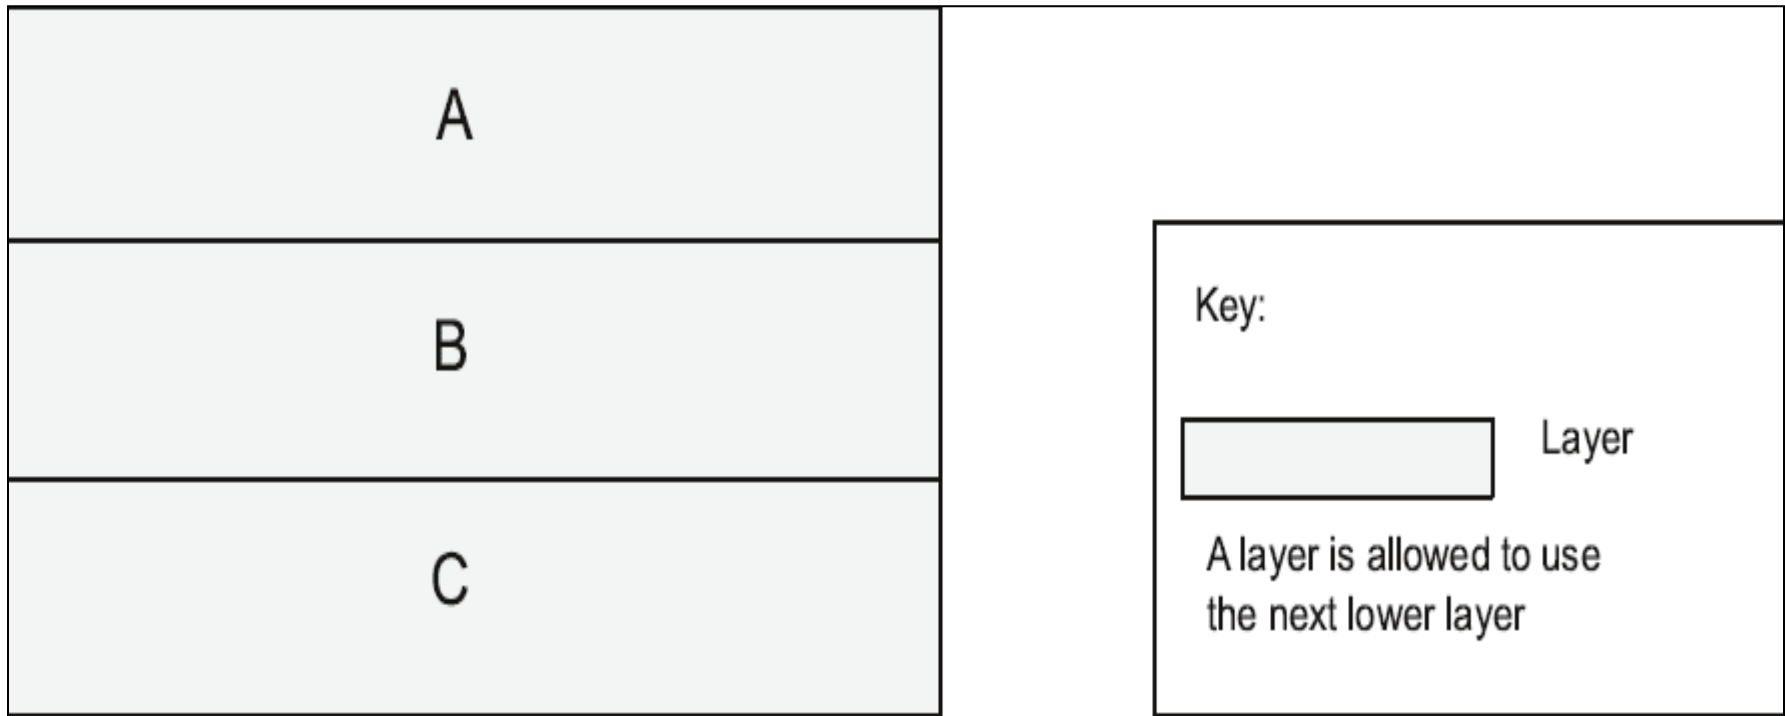 A
B
C
Key:
Layer
A layer is allowed to use
the next lower layer